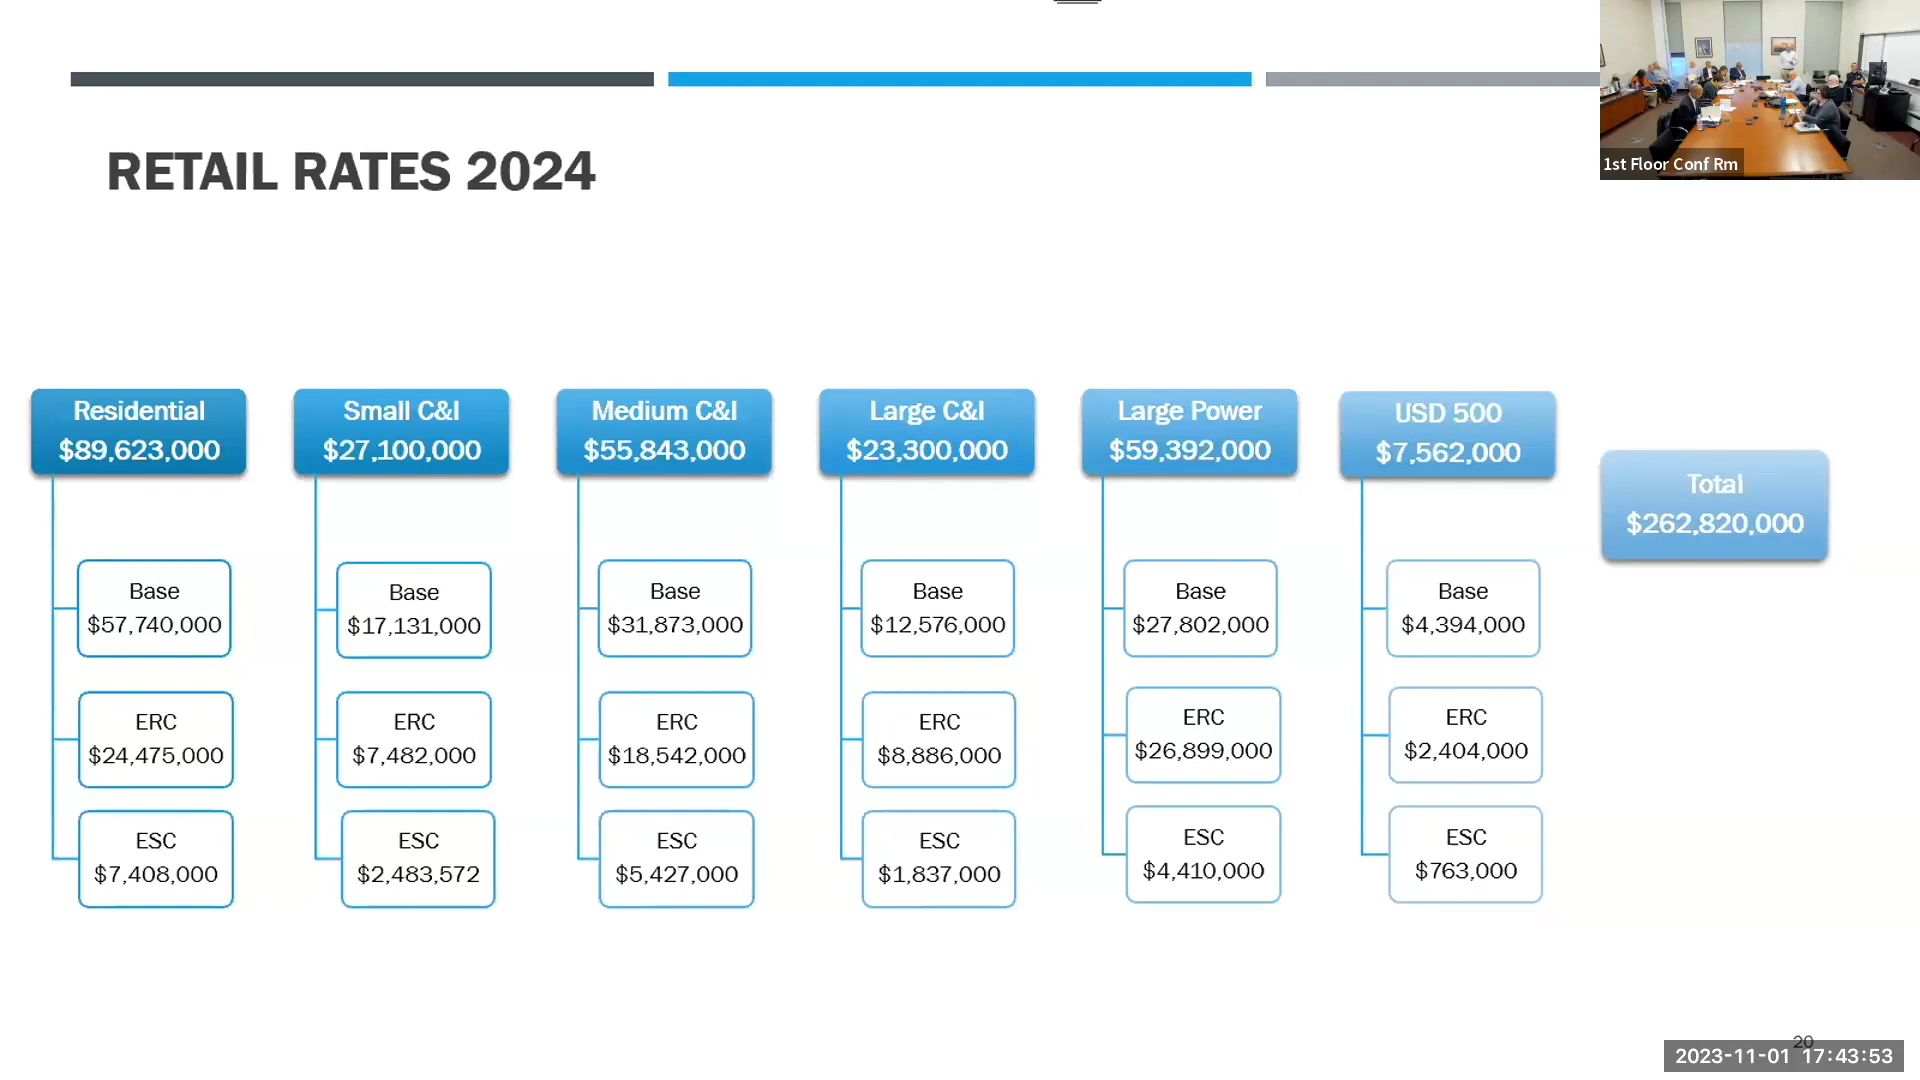 1st Floor Conf Rm
RETAIL RATES 2024
Residential
$89,623,000
Base
$57,740,000
ERC
$24,475,000
ESC
$7,408,000
Small C&I
$27,100,000
Base
$17,131,000
ERC
$7,482,000
ESC
$2,483,572
Medium C&I
$55,843,000
Base
$31,873,000
ERC
$18,542,000
ESC
$5,427,000
Large C&I
$23,300,000
Base
$12,576,000
ERC
$8,886,000
ESC
$1,837,000
Large Power
$59,392,000
Base
$27,802,000
ERC
$26,899,000
ESC
$4,410,000
USD 500
$7,562,000
Base
$4,394,000
ERC
$2,404,000
ESC
$763,000
Total
$262,820,000
20
2023-11-01 17:43:53